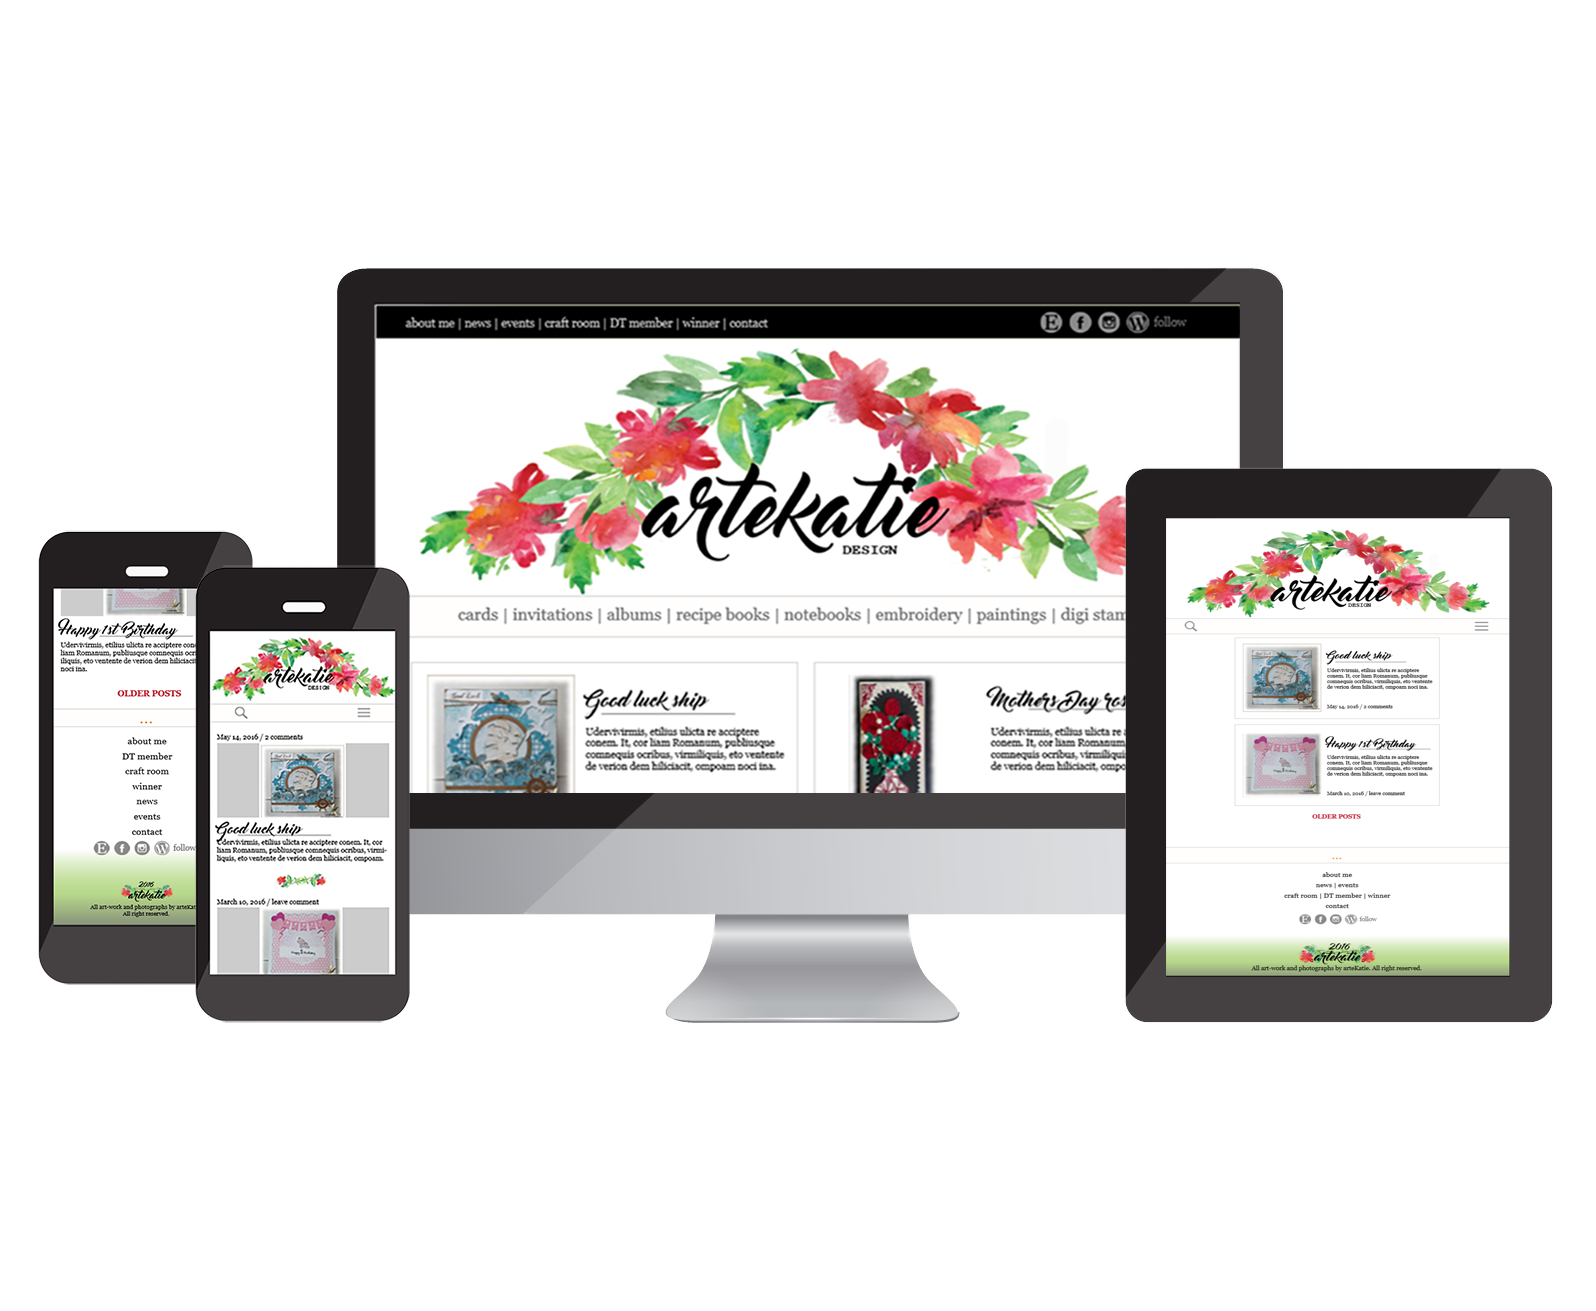 about me | news | events | craft room | DT member | winner | contact
follow
artekatie
DESIGN
cards | invitations | albums | recipe books | notebooks | embroidery | paintings | digi stam
Good luck ship
Udervivirmis, etilius ulicta re acciptere
conem. It, cor liam Romanum, publiusque
comnequis ocribus, virmiliquis, eto ventente
de verion dem hiliciacit, ompoam noci ina.
Mothers Day ros
Udervivirmis, etilius ulicta
conem. It, cor liam Roman
comnequis ocribus, virmili
de verion dem hiliciacit, ompo
Happy 1st Birthday
Udervivirmis, etilius ulicta re acciptere cone
liam Romanum, publiusque comnequis ocri
iliquis, eto ventente de verion dem hiliciacit
noci ina.
OLDER POSTS
...
about me
DT member
craft room
winner
news
events
contact
follow
2016
artekatie
All art-work and photographs by arteKat
All right reserved.
artekatie
DESIGN
May 14, 2016 / 2 comments
Good luck ship
Udervivirmis, etilius ulicta re acciptere conem. It, cor
liam Romanum, publiusque comnequis ocribus, virmi-
liquis, eto ventente de verion dem hiliciacit, ompoam.
March 10, 2016 / leave comment
artekatie
DESIGN
Good luck ship
Udervivirmis, etilius ulicta re acciptere
conem. It, cor liam Romanum, publiusque
comnequis ocribus, virmiliquis, eto ventente
de verion dem hiliciacit, ompoam noci ina.
May 14, 2016 / 2 comments
Happy 1st Birthday
Udervivirmis, etilius ulicta re acciptere
conem. It, cor liam Romanum, publiusque
comnequis ocribus, virmiliquis, eto ventente
de verion dem hiliciacit, ompoam noci ina.
March 10, 2016 / leave comment
OLDER POSTS
...
about me
news | events
craft room | DT member | winner
contact
follow
2016
artekatie
All art-work and photographs by arteKatie. All right reserved.